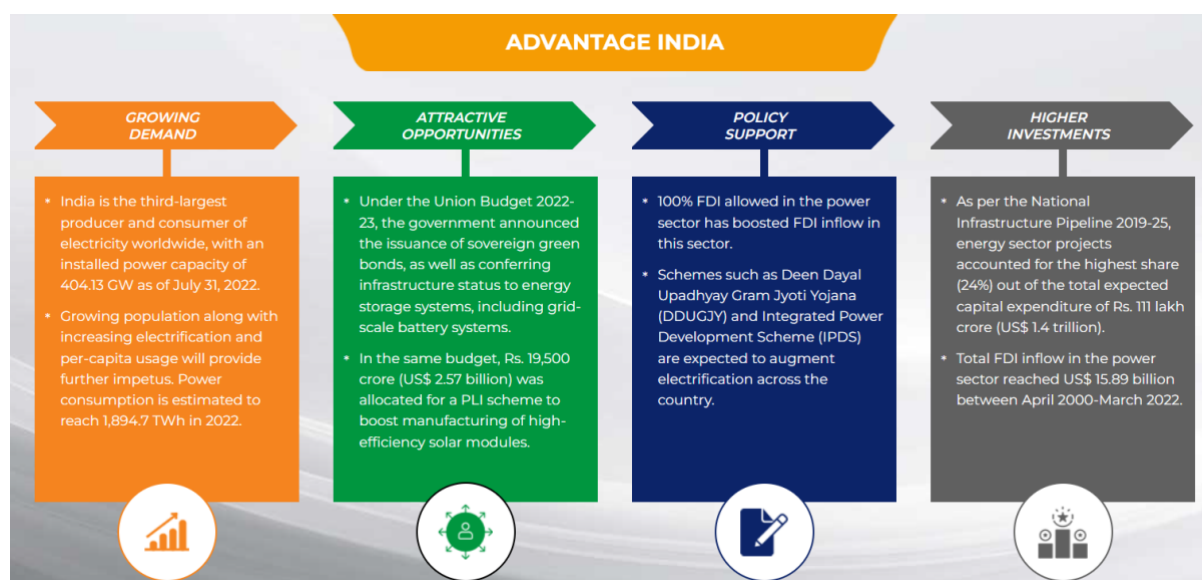 ADVANTAGE INDIA
GROWING
DEMAND
* India is the third-largest
producer and consumer of
electricity worldwide, with an
installed power capacity of
404.13 GW as of July 31, 2022.
* Growing population along with
increasing electrification and
per-capita usage will provide
further impetus. Power
consumption is estimated to
reach 1,894.7 TWh in 2022.
ATTRACTIVE
OPPORTUNITIES
* Under the Union Budget 2022-
23, the government announced
the issuance of sovereign green
bonds, as well as conferring
infrastructure status to energy
storage systems, including grid-
scale battery systems.
* In the same budget, Rs. 19,500
crore (US$ 2.57 billion) was
allocated for a PLI scheme to
boost manufacturing of high-
efficiency solar modules.
POLICY
SUPPORT
* 100% FDI allowed in the power
sector has boosted FDI inflow in
this sector.
* Schemes such as Deen Dayal
Upadhyay Gram Jyoti Yojana
(DDUGJY) and Integrated Power
Development Scheme (IPDS)
are expected to augment
electrification across the
country.
HIGHER
INVESTMENTS
* As per the National
Infrastructure Pipeline 2019-25,
energy sector projects
accounted for the highest share
(24%) out of the total expected
capital expenditure of Rs. 111 lakh
crore (US$ 1.4 trillion).
* Total FDI inflow in the power
sector reached US$ 15.89 billion
between April 2000-March 2022.